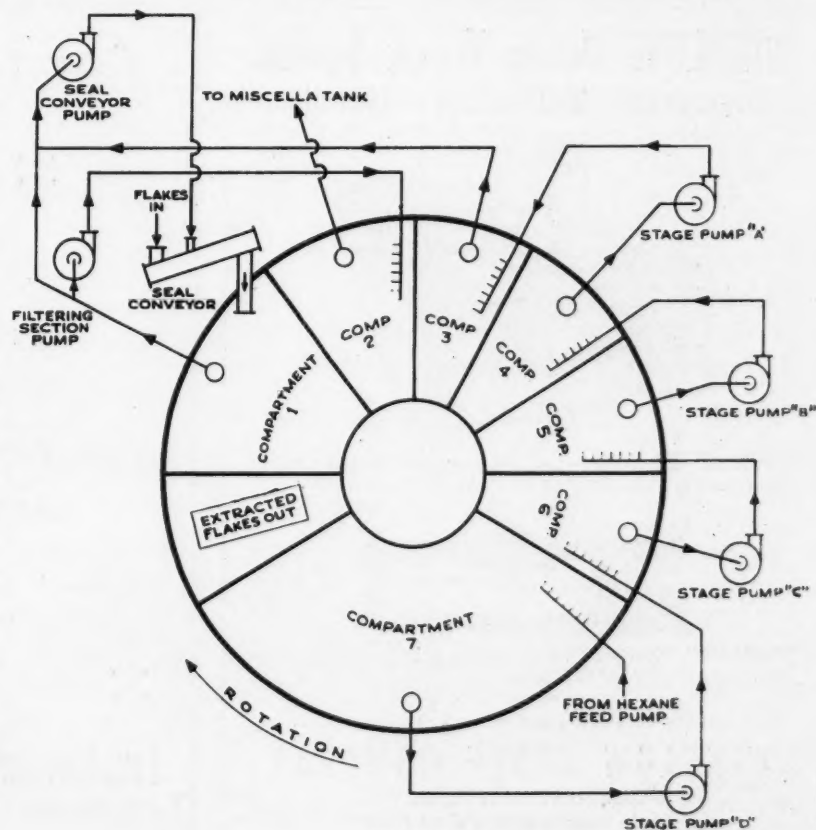 SEAL
CONVEYOR
PUMP
TO MISCELLA TANK
FLAKES
IN
STAGE PUMP "A"
SEAL
CONVEYOR
FILTERING
SECTION
PUMP
COMP
2
COMP
3
COMP
4
COMPARTMENT
1
STAGE PUMP "B"
COMP.
5
COMP
6
EXTRACTED
FLAKES OUT
STAGE PUMP "C"
COMPARTMENT
7
FROM HEXANE
FEED PUMP
ROTATION
STAGE PUMP "D"